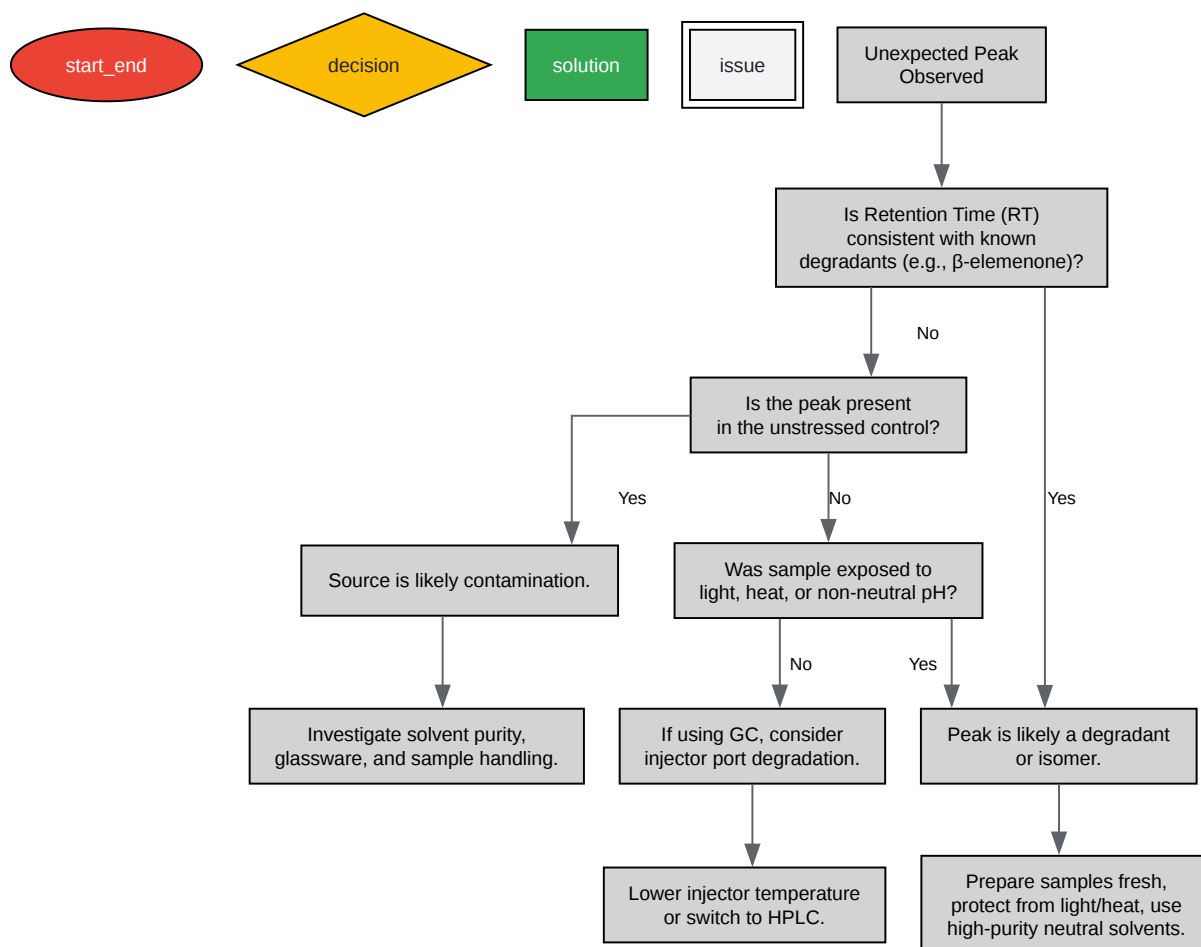 start_end
decision
solution
issue
Unexpected Peak
Observed
Is Retention Time (RT)
consistent with known
degradants (e.g., β-elemenone)?
No
Is the peak present
in the unstressed control?
Yes
No
Yes
Source is likely contamination.
Was sample exposed to
light, heat, or non-neutral pH?
No
Yes
Investigate solvent purity,
glassware, and sample handling.
If using GC, consider
injector port degradation.
Peak is likely a degradant
or isomer.
Lower injector temperature
or switch to HPLC.
Prepare samples fresh,
protect from light/heat, use
high-purity neutral solvents.